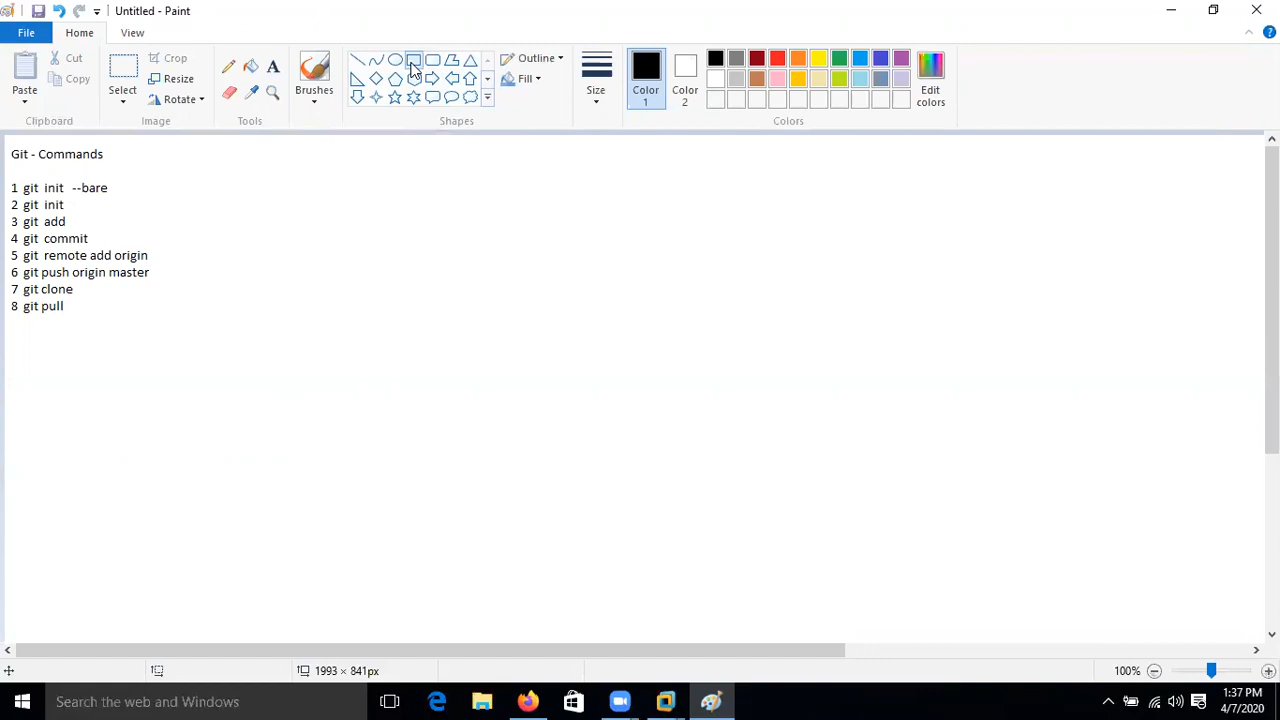 Untitled - Paint
File
Home
View
Paste
Cut
Copy
Clipboard
Select
Crop
Resize
Rotate
Image
A
Tools
Brushes
Outline
Fill
Shapes
Size
Color 1
Color 2
Edit colors
Colors
Git - Commands
1 git init --bare
2 git init
3 git add
4 git commit
5 git remote add origin
6 git push origin master
7 git clone
8 git pull
1993 × 841px
100%
Search the web and Windows
1:37 PM
4/7/2020